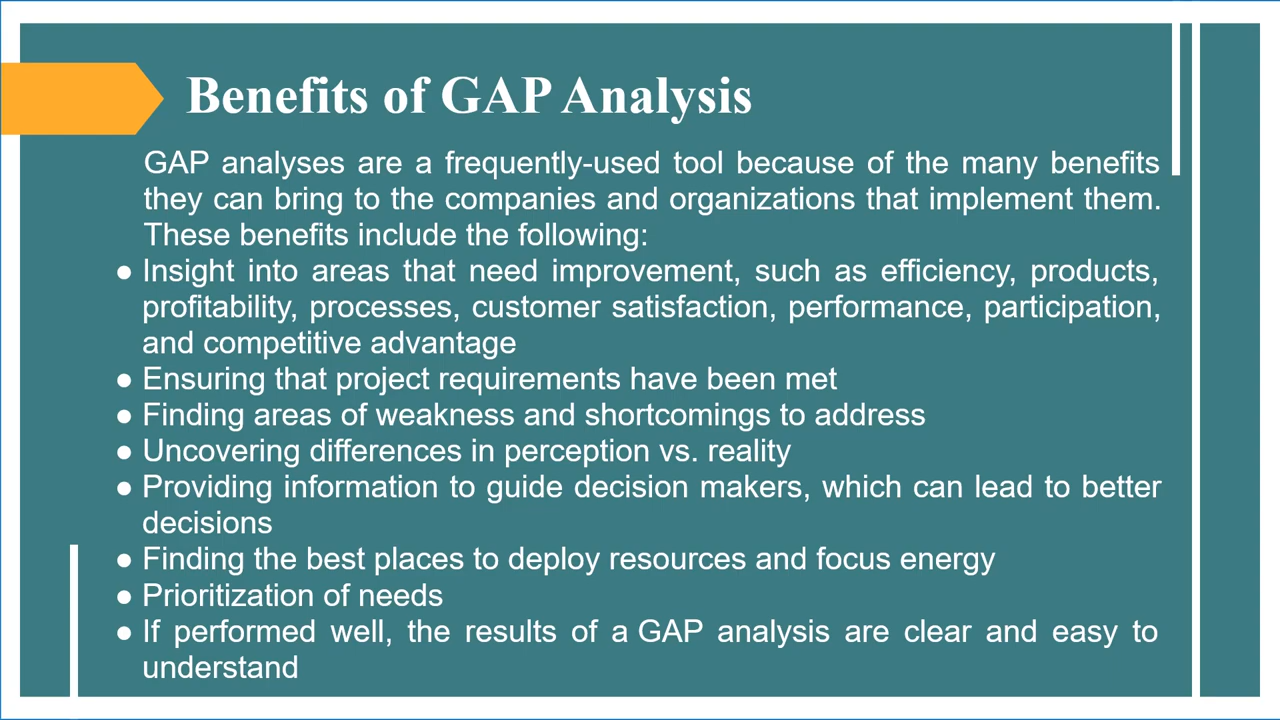 Benefits of GAP Analysis
GAP analyses are a frequently-used tool because of the many benefits
they can bring to the companies and organizations that implement them.
These benefits include the following:
● Insight into areas that need improvement, such as efficiency, products,
profitability, processes, customer satisfaction, performance, participation,
and competitive advantage
● Ensuring that project requirements have been met
● Finding areas of weakness and shortcomings to address
● Uncovering differences in perception vs. reality
● Providing information to guide decision makers, which can lead to better
decisions
● Finding the best places to deploy resources and focus energy
● Prioritization of needs
● If performed well, the results of a GAP analysis are clear and easy to
understand